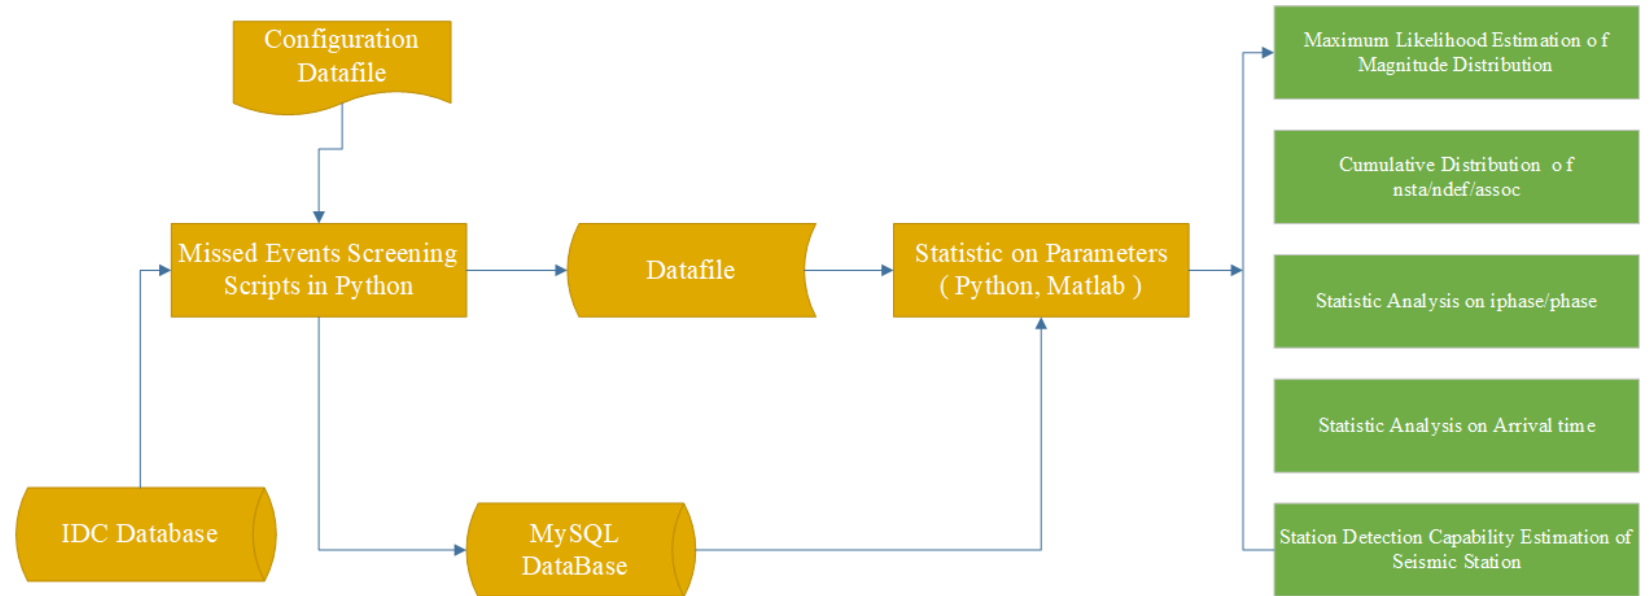 Configuration
Datafile
Maximum Likelihood Estimation o f
Magnitude Distribution
Cumulative Distribution o f
nsta/ndef/assoc
Missed Events Screening
Scripts in Python
Datafile
Statistic on Parameters
( Python, Matlab )
Statistic Analysis on iphase/phase
Statistic Analysis on Arrival time
IDC Database
MySQL
DataBase
Station Detection Capability Estimation of
Seismic Station